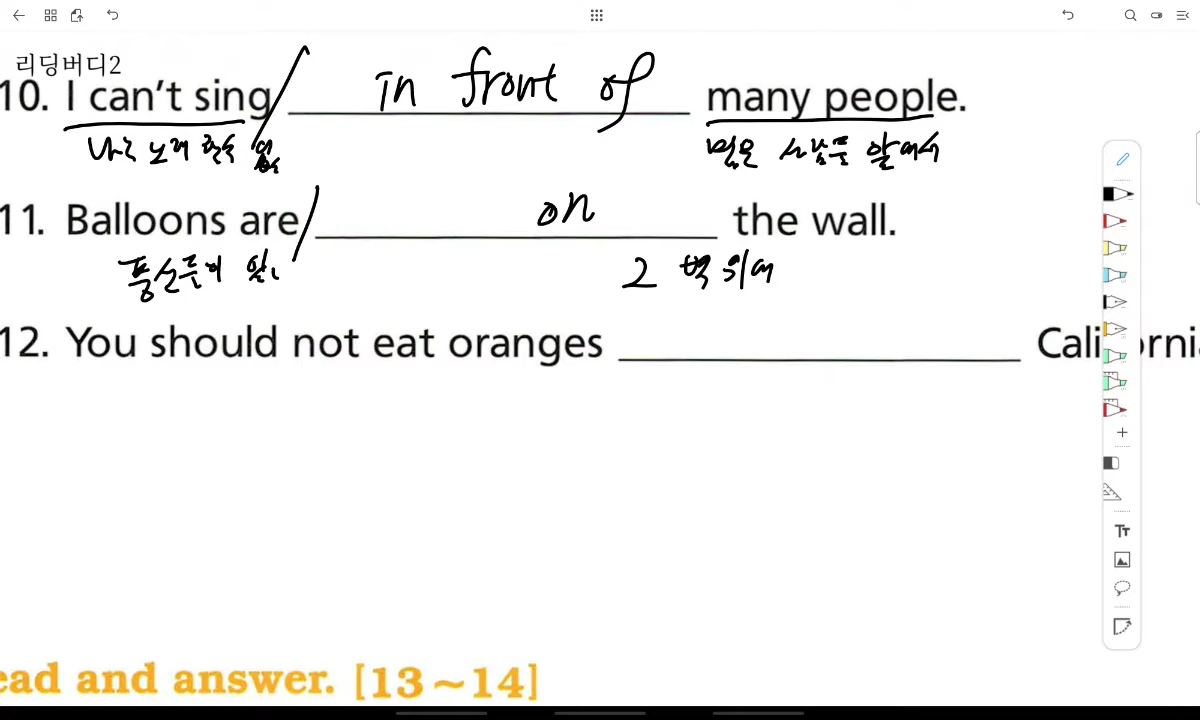 리딩버디2
10. I can't sing / in front of many people.
나는 노래 할수 없 많은 사람들 앞에서
11. Balloons are / on the wall.
풍선들이 있 그 벽 위에
12. You should not eat oranges ____ California
ead and answer. [13~14]